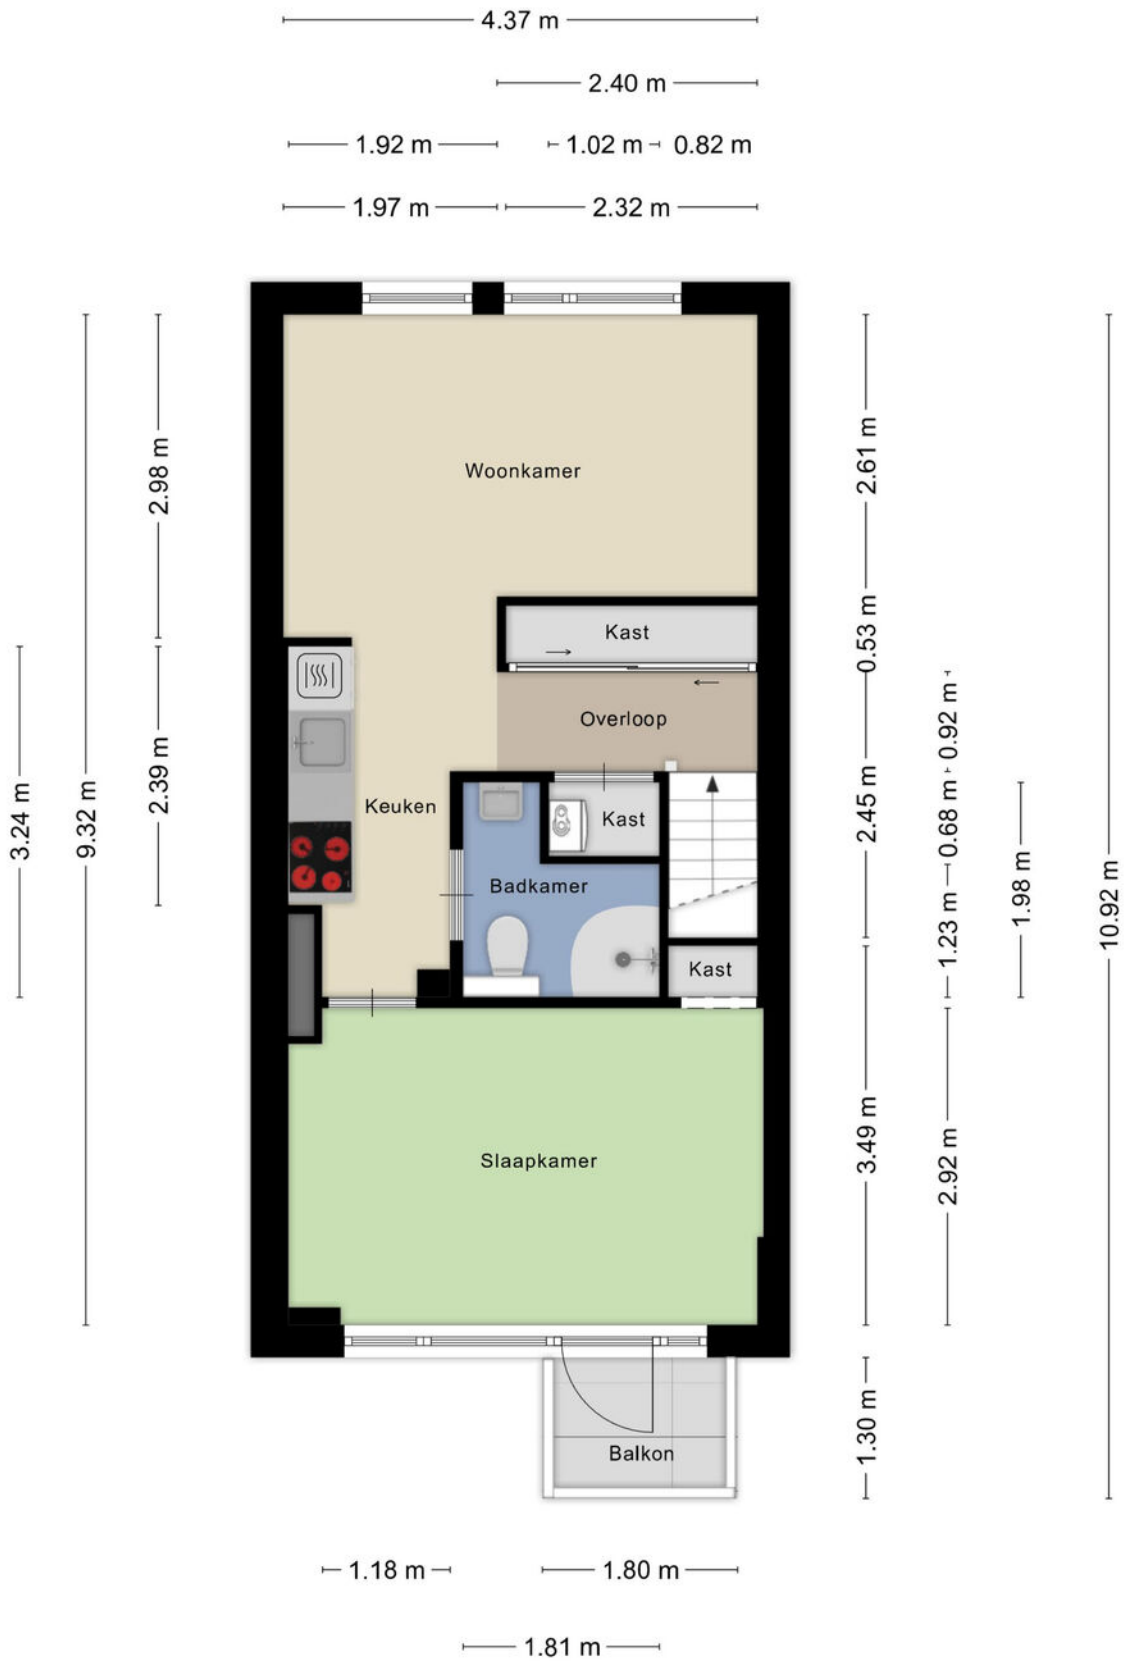 4.37 m
2.40 m
1.92 m
1.02 m
0.82 m
1.97 m
2.32 m
2.98 m
2.39 m
3.24 m
9.32 m
2.61 m
0.53 m
2.45 m
3.49 m
1.30 m
0.92 m
0.68 m
1.23 m
2.92 m
1.98 m
10.92 m
Woonkamer
Kast
Overloop
Keuken
Kast
Badkamer
Kast
Slaapkamer
Balkon
1.18 m
1.80 m
1.81 m